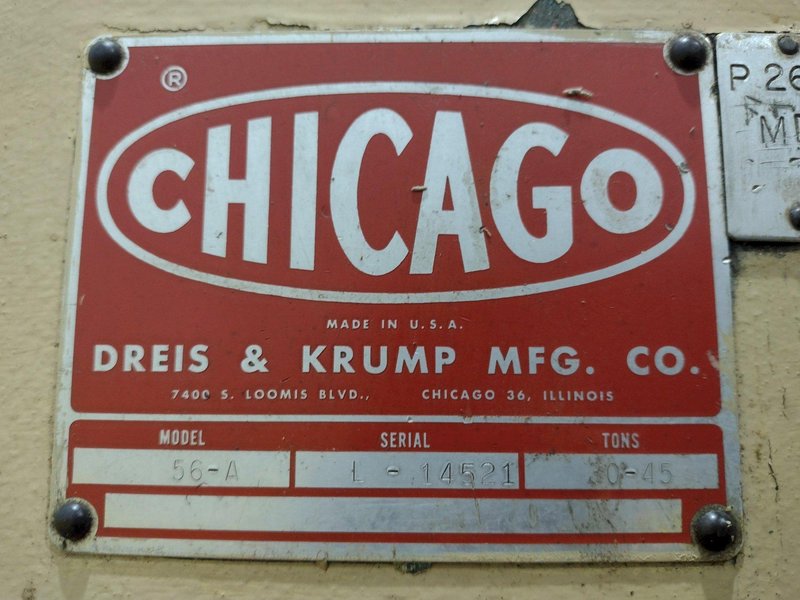 ®
CHICAGO
MADE IN U.S.A.
DREIS & KRUMP MFG. CO.
7400 S. LOOMIS BLVD., CHICAGO 36, ILLINOIS
MODEL SERIAL TONS
56-A L - 14521
P 26